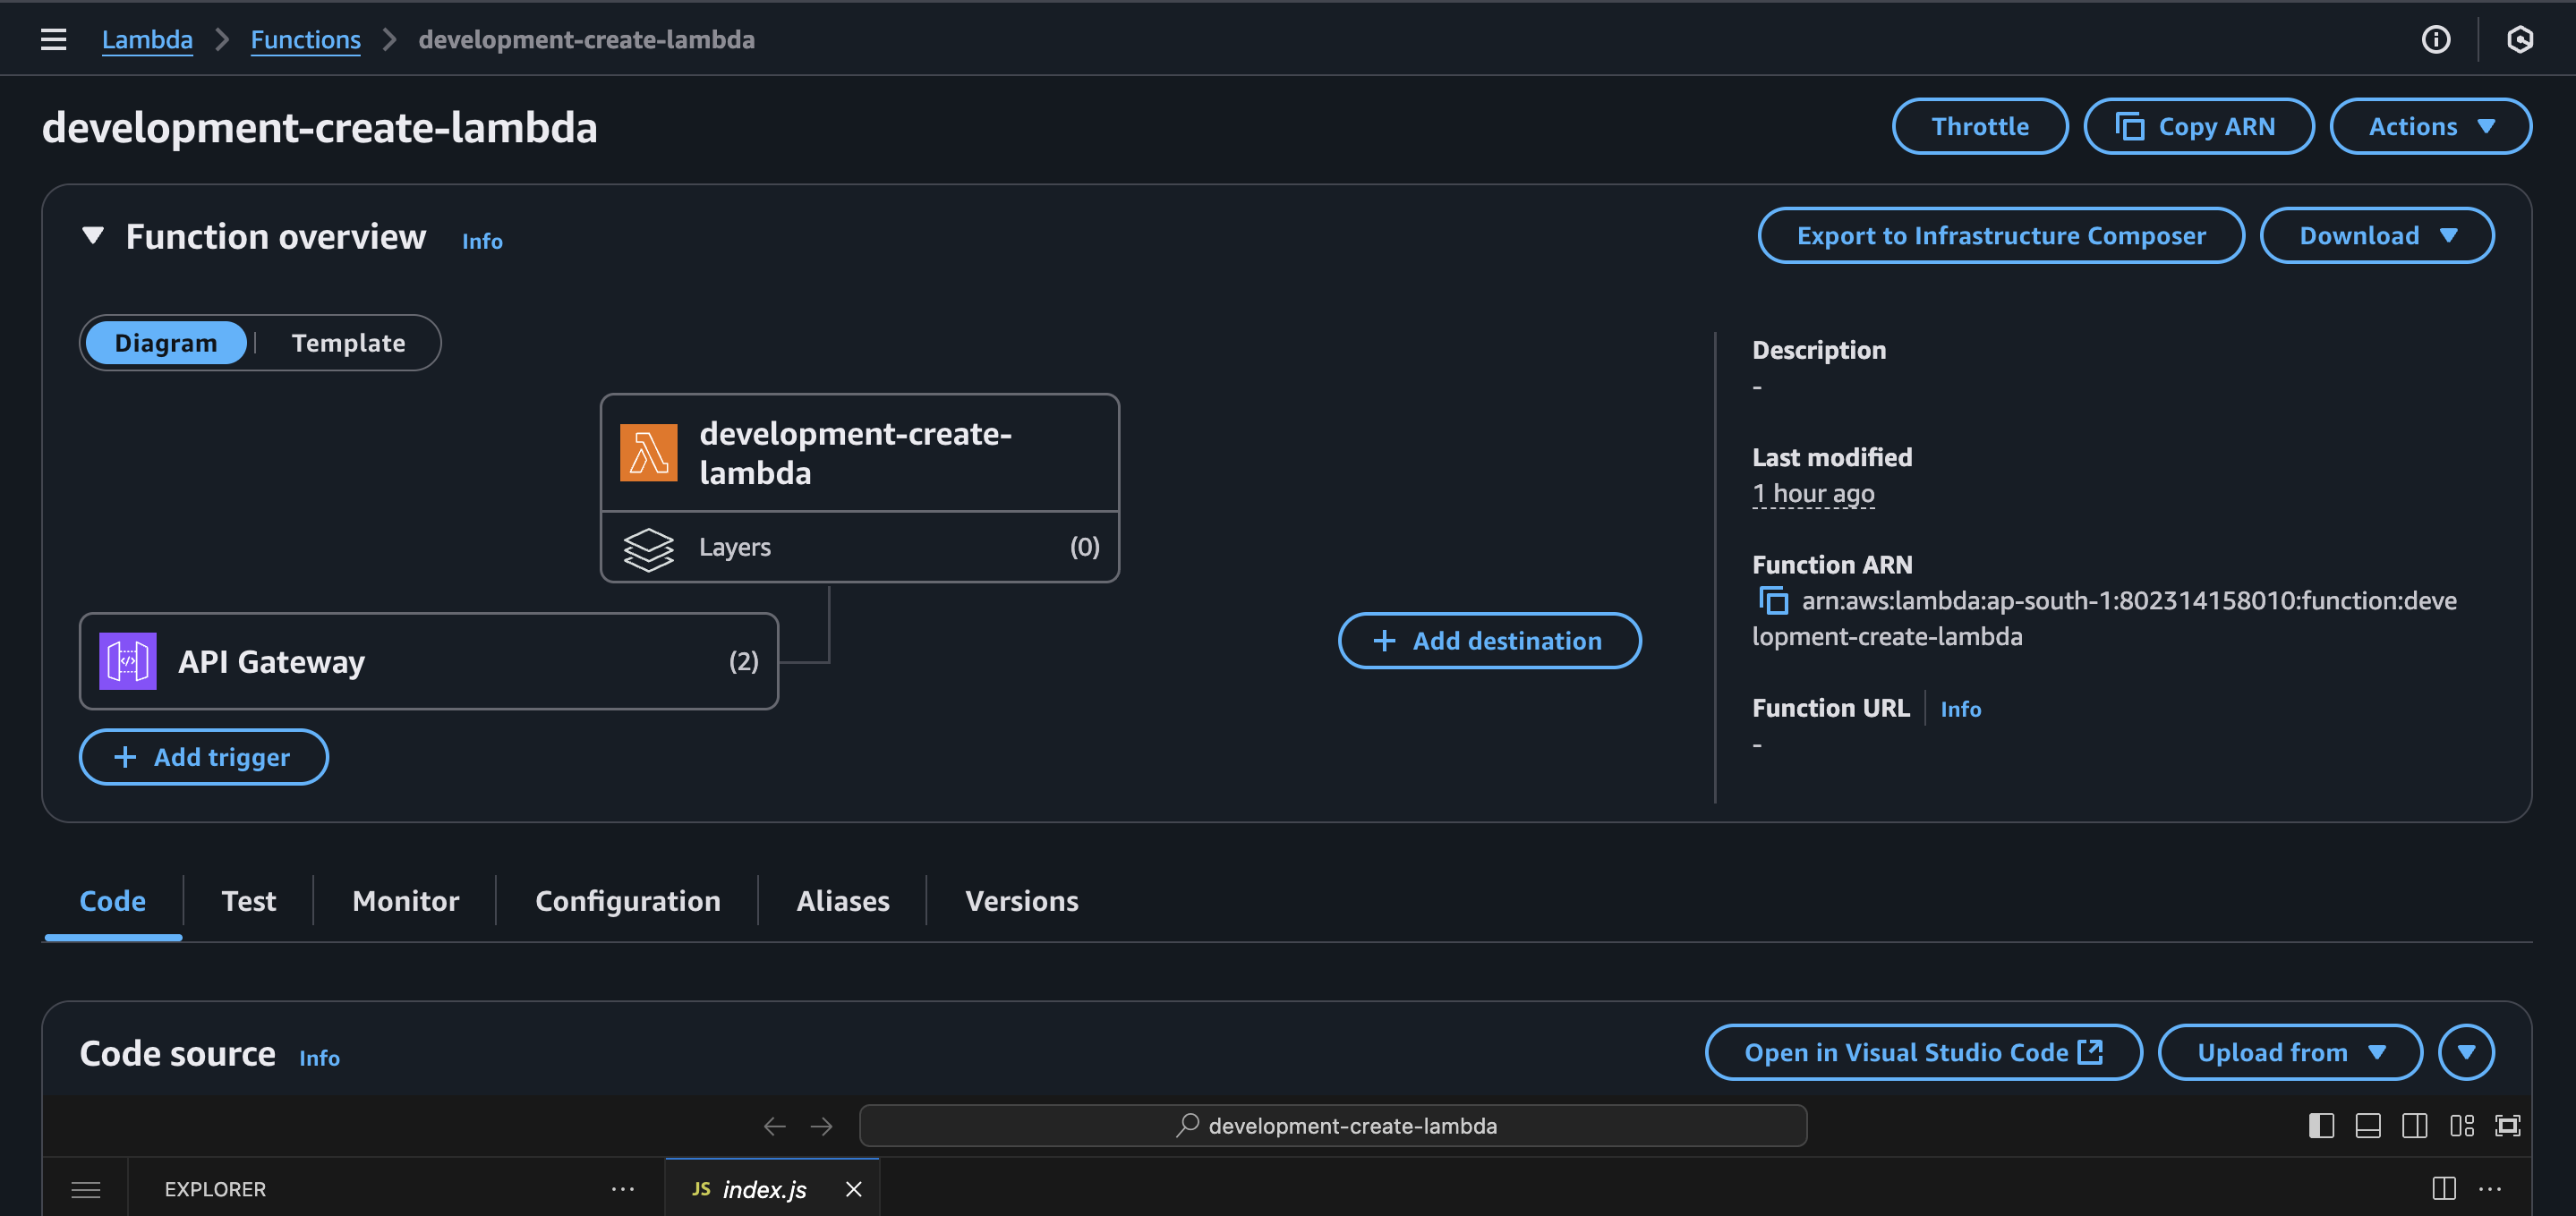 Lambda > Functions > development-create-lambda
development-create-lambda
Throttle
Copy ARN
Actions
Function overview Info
Export to Infrastructure Composer
Download
Diagram | Template
development-create-
lambda
Layers (0)
API Gateway (2)
+ Add destination
+ Add trigger
Description
-
Last modified
1 hour ago
Function ARN
arn:aws:lambda:ap-south-1:802314158010:function:deve
lopment-create-lambda
Function URL | Info
-
Code
Test
Monitor
Configuration
Aliases
Versions
Code source Info
Open in Visual Studio Code
Upload from
development-create-lambda
EXPLORER ...
JS index.js